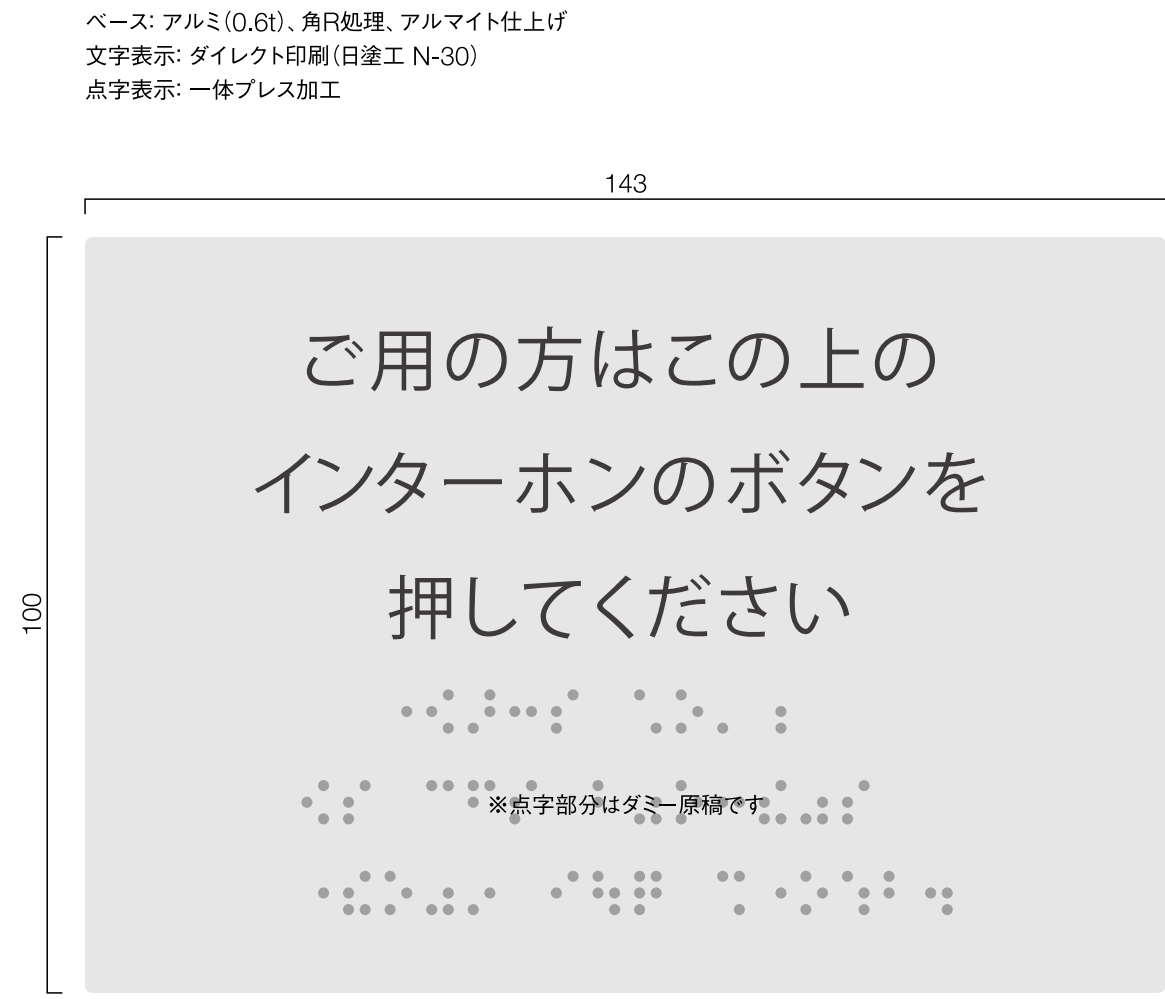 ベース: アルミ(0.6t)、角R処理、アルマイト仕上げ
文字表示: ダイレクト印刷(日塗工 N-30)
点字表示: 一体プレス加工
143
100
ご用の方はこの上の
インターホンのボタンを
押してください
※点字部分はダミー原稿です